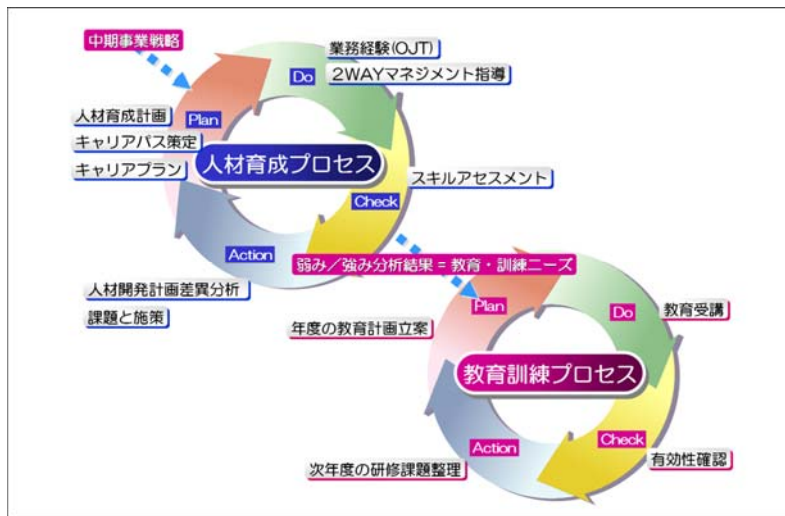 中期事業戦略
業務経験(OJT)
Do
2WAYマネジメント指導
人材育成計画
Plan
キャリアパス策定
人材育成プロセス
キャリアプラン
スキルアセスメント
Check
Action
弱み／強み分析結果 = 教育・訓練ニーズ
人材開発計画差異分析
課題と施策
Plan
Do
教育受講
年度の教育計画立案
教育訓練プロセス
Action
Check
有効性確認
次年度の研修課題整理